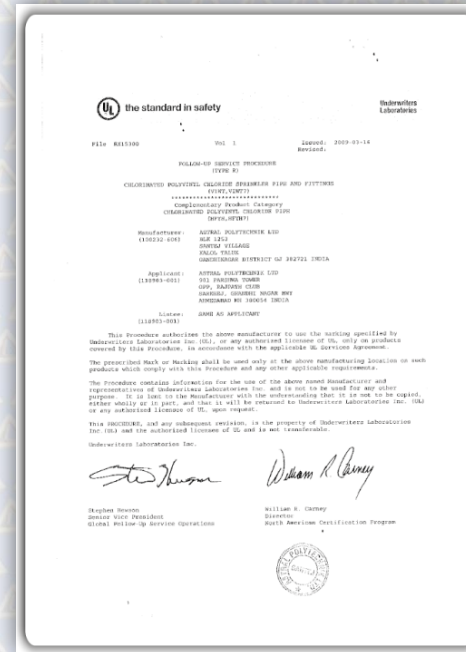 UL the standard in safety
Underwriters
Laboratories
File Vol 1 Issued: 2009-03-16
Revised:
FOLLOW-UP SERVICE PROCEDURE
(TYPE R)
CHLORINATED POLYVINYL CHLORIDE SPRINKLER PIPE AND FITTINGS
(VIWT, VIWT7)
Complementary Product Category
CHLORINATED POLYVINYL CHLORIDE PIPE
Manufacturer: ASTRAL POLYTECHNIK LTD
SANTEJ VILLAGE
KALOL TALUK
GANDHINAGAR DISTRICT GJ 382721 INDIA
Applicant: ASTRAL POLYTECHNIK LTD
(130983-001) 901 PARSHWA TOWER
OPP. RAJPATH CLUB
AHMEDABAD INDIA
Listee: SAME AS APPLICANT
This Procedure authorizes the above manufacturer to use the marking specified by
Underwriters Laboratories Inc. (UL), or any authorized licensee of UL, only on products
covered by this Procedure, in accordance with the applicable UL Services Agreement.
The prescribed Mark or Marking shall be used only at the above manufacturing location on such
products which comply with this Procedure and any other applicable requirements.
The Procedure contains information for the use of the above named Manufacturer and
representatives of Underwriters Laboratories Inc. and is not to be used for any other
purpose. It is lent to the Manufacturer with the understanding that it is not to be copied,
either wholly or in part, and that it will be returned to Underwriters Laboratories Inc. (UL)
or any authorized licensee of UL, upon request.
This PROCEDURE, and any subsequent revision, is the property of Underwriters Laboratories
Inc. (UL) and the authorized licensee of UL and is not transferable.
Underwriters Laboratories Inc.
William R. Carney
Stephen Hewson William R. Carney
Senior Vice President Director
Global Follow-Up Service Operations North American Certification Program